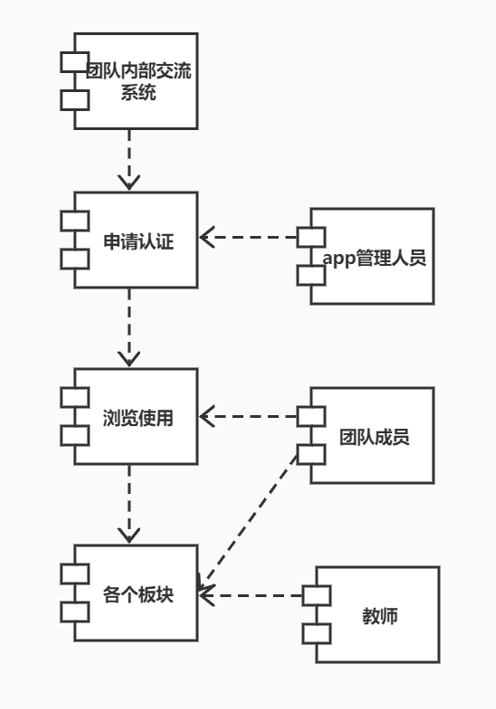 团队内部交流
系统
申请认证
app管理人员
浏览使用
团队成员
各个板块
教师